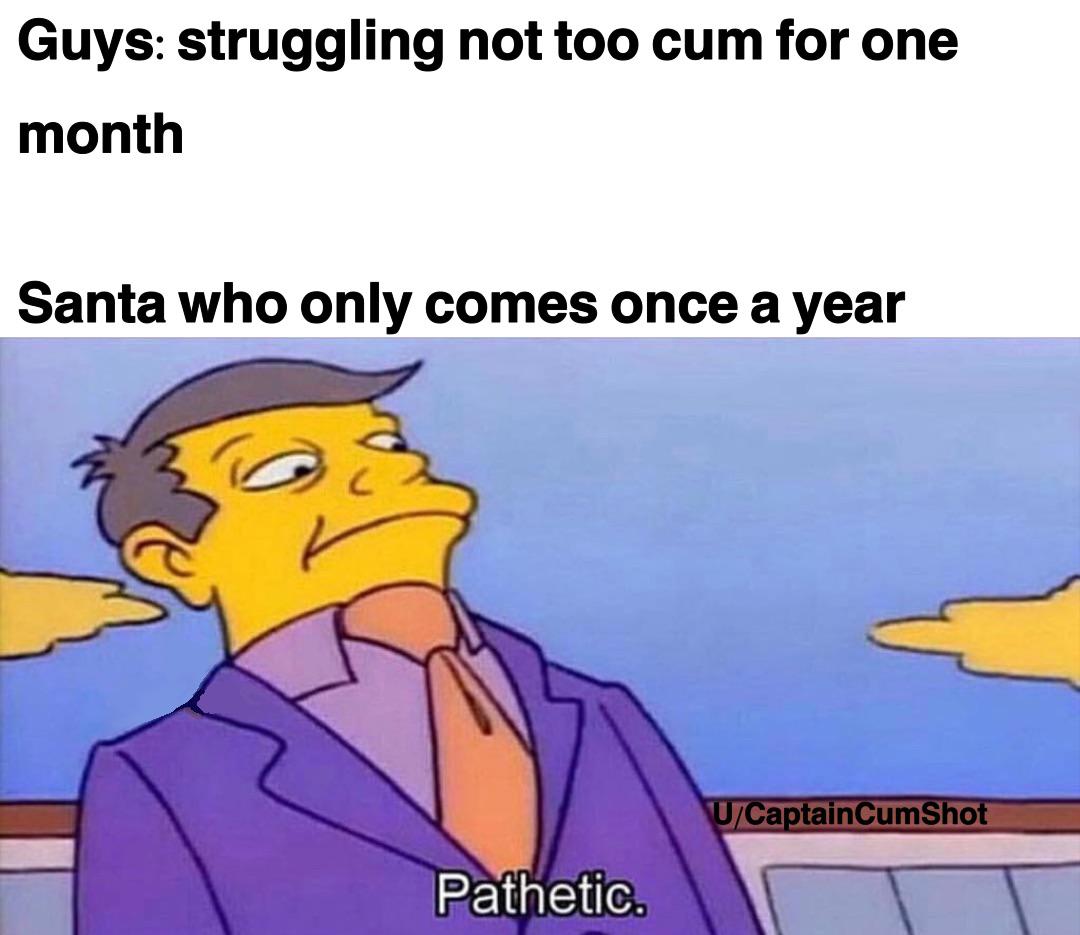 Guys: struggling not too cum for one
month
Santa who only comes once a year
U/CaptainCumShot
Pathetic.